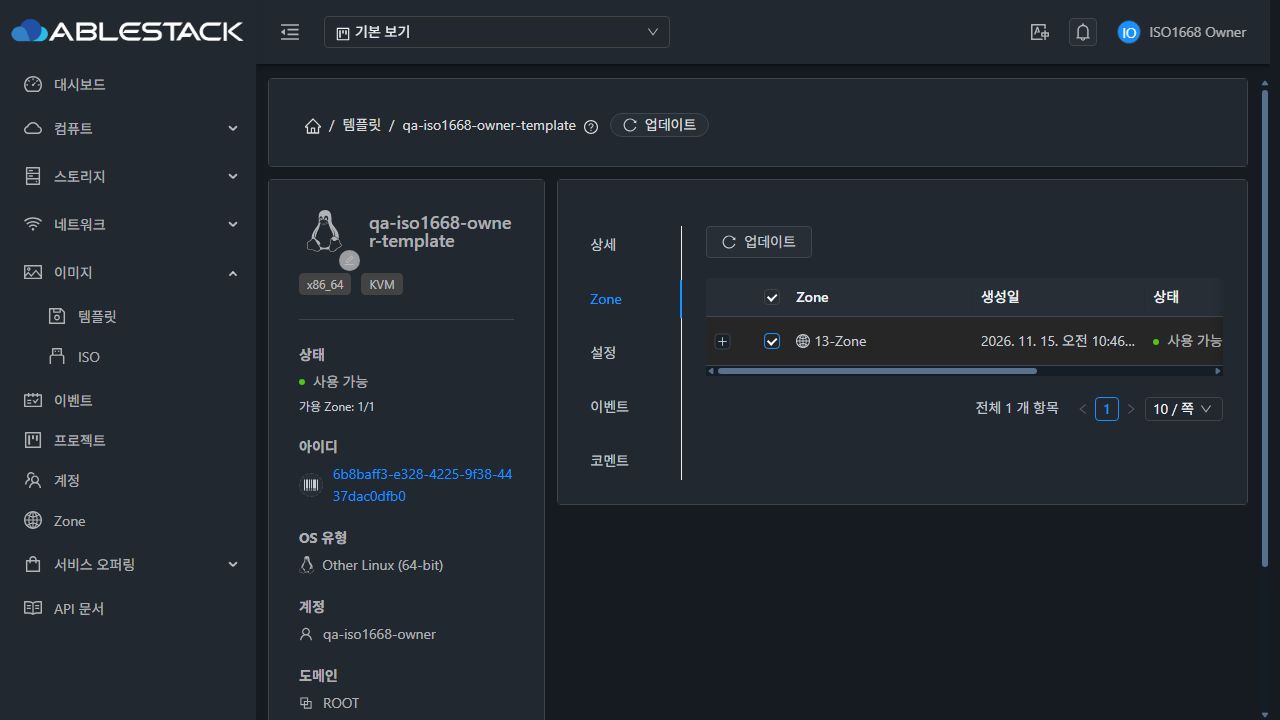 ABLESTACK
기본 보기
IO ISO1668 Owner
대시보드
컴퓨트
스토리지
네트워크
이미지
템플릿
ISO
이벤트
프로젝트
계정
Zone
서비스 오퍼링
API 문서
/ 템플릿 / qa-iso1668-owner-template 업데이트
qa-iso1668-owne
r-template
x86_64 KVM
상태
사용 가능
가용 Zone: 1/1
아이디
6b8baff3-e328-4225-9f38-44
37dac0dfb0
OS 유형
Other Linux (64-bit)
계정
qa-iso1668-owner
도메인
ROOT
상세
Zone
설정
이벤트
코멘트
업데이트
Zone 생성일 상태
13-Zone 2026. 11. 15. 오전 10:46... 사용 가능
전체 1 개 항목 1 10 / 쪽